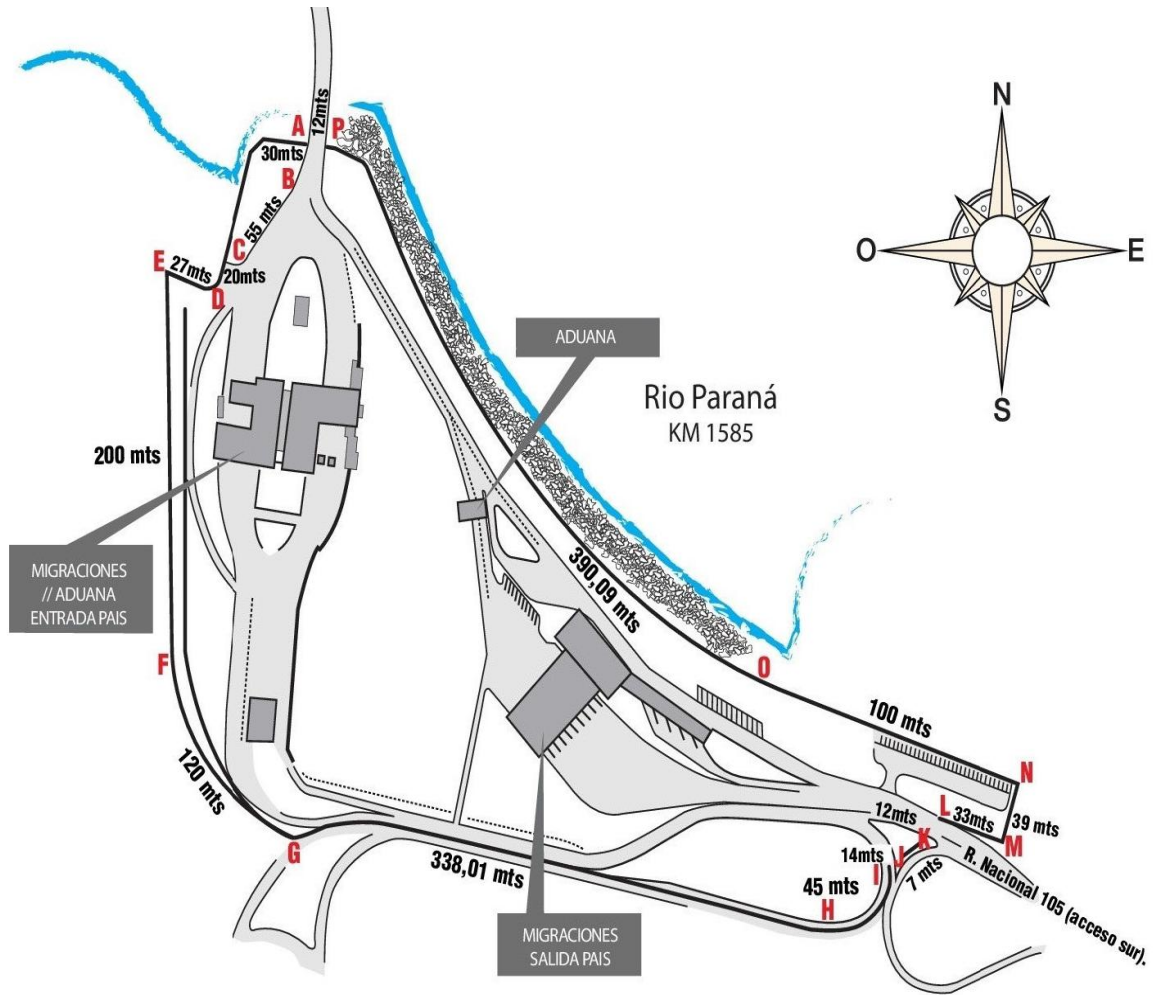 N
O
E
S
12mts
A
P
30mts
B
55 mts
C
E
27mts
20mts
D
ADUANA
Rio Paraná
KM 1585
200 mts
MIGRACIONES
// ADUANA
ENTRADA PAIS
390,09 mts
F
O
100 mts
120 mts
N
L
12mts
33mts
39 mts
K
M
G
338,01 mts
14mts
J
I
7 mts
R. Nacional 105 (acceso sur).
45 mts
H
MIGRACIONES
SALIDA PAIS